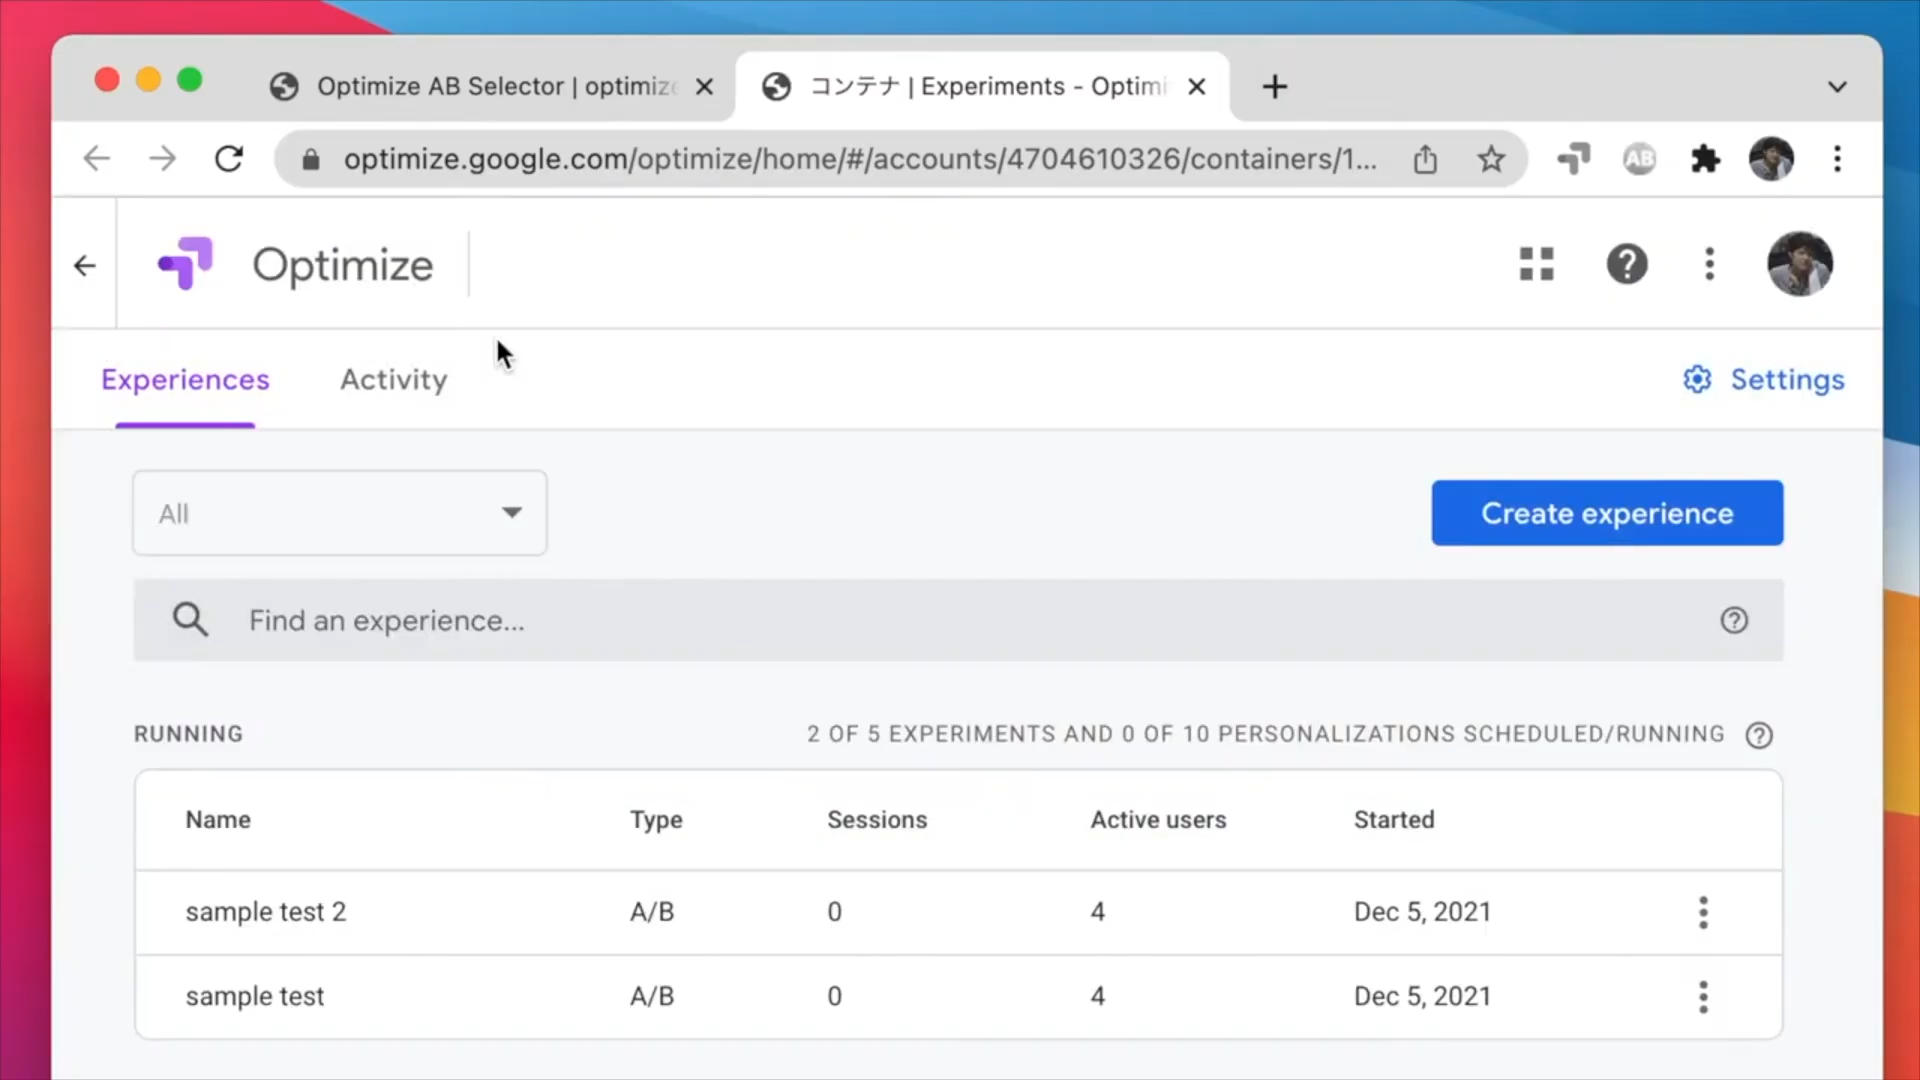 Optimize AB Selector | optimize
コンテナ | Experiments - Optimi
optimize.google.com/optimize/home/#/accounts/4704610326/containers/1...
AB
Optimize
Experiences
Activity
Settings
All
Create experience
Find an experience...
RUNNING
2 OF 5 EXPERIMENTS AND 0 OF 10 PERSONALIZATIONS SCHEDULED/RUNNING
Name Type Sessions Active users Started
sample test 2 A/B 0 4 Dec 5, 2021
sample test A/B 0 4 Dec 5, 2021